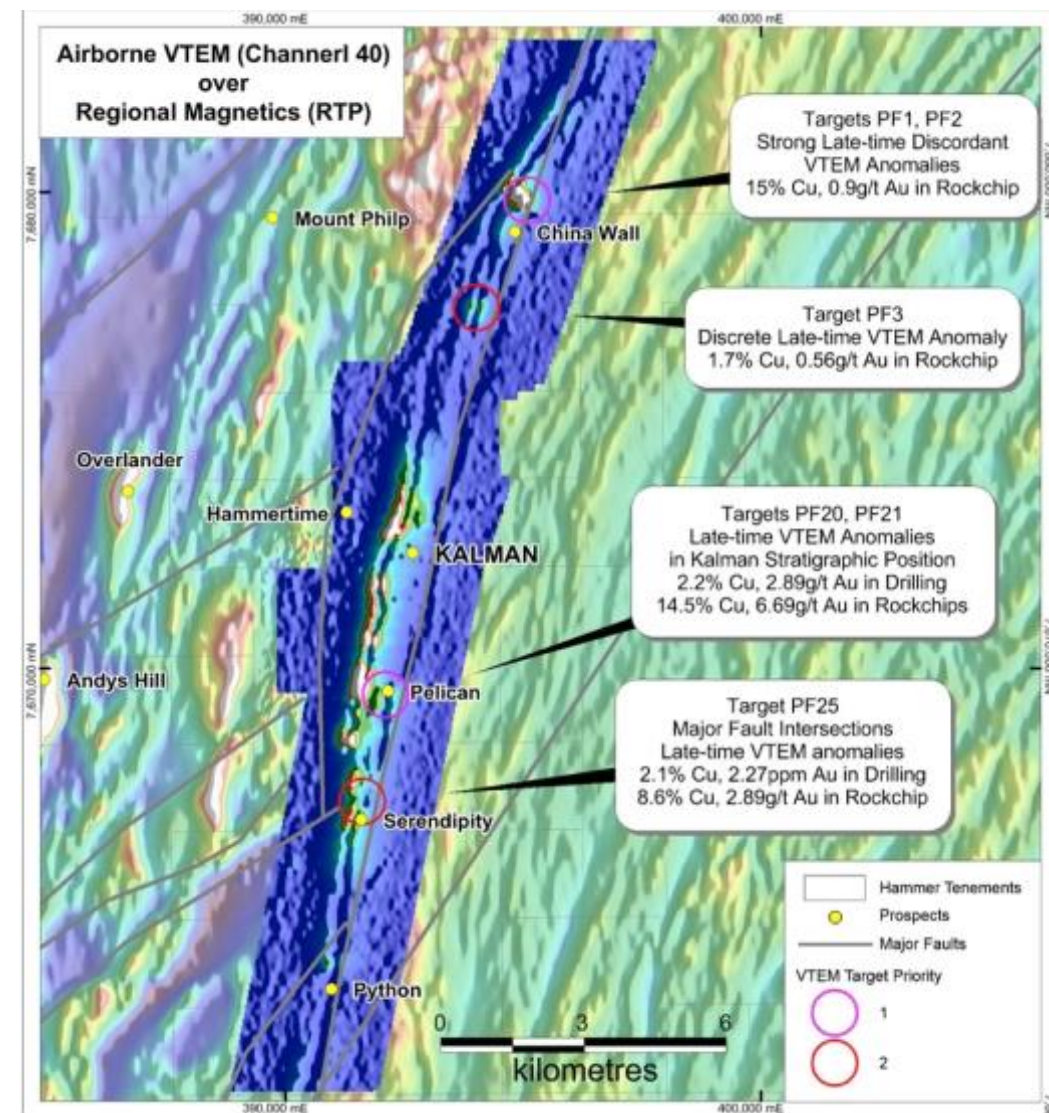 390,000 mE
400,000 mE
Airborne VTEM (Channerl 40)
over
Regional Magnetics (RTP)
Targets PF1, PF2
Strong Late-time Discordant
VTEM Anomalies
15% Cu, 0.9g/t Au in Rockchip
7,680,000 mN
Mount Philp
China Wall
Target PF3
Discrete Late-time VTEM Anomaly
1.7% Cu, 0.56g/t Au in Rockchip
Overlander
Hammertime
KALMAN
Targets PF20, PF21
Late-time VTEM Anomalies
in Kalman Stratigraphic Position
2.2% Cu, 2.89g/t Au in Drilling
14.5% Cu, 6.69g/t Au in Rockchips
7,670,000 mN
Andys Hill
Pelican
Target PF25
Major Fault Intersections
Late-time VTEM anomalies
2.1% Cu, 2.27ppm Au in Drilling
8.6% Cu, 2.89g/t Au in Rockchip
Serendipity
Python
0 3 6
kilometres
Hammer Tenements
Prospects
Major Faults
VTEM Target Priority
1
2
390,000 mE
400,000 mE